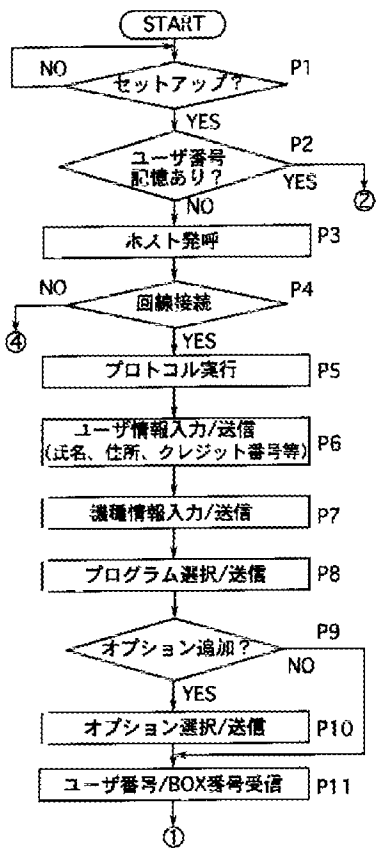 START
NO
セットアップ?
P1
YES
ユーザ番号
記憶あり?
P2
YES
②
NO
ホスト発呼
P3
NO
回線接続
P4
④
YES
プロトコル実行
P5
ユーザ情報入力/送信
(氏名、住所、クレジット番号等)
P6
機種情報入力/送信
P7
プログラム選択/送信
P8
オプション追加?
P9
NO
YES
オプション選択/送信
P10
ユーザ番号/BOX番号受信
P11
①